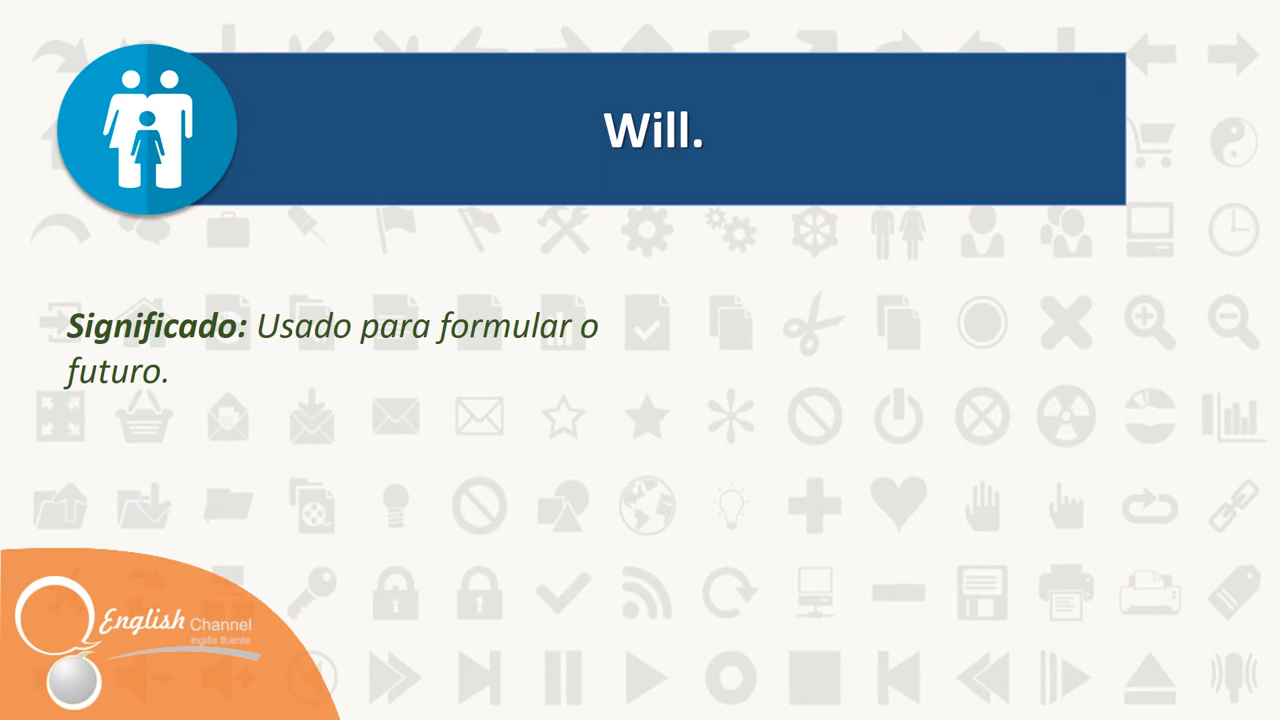 Will.
Significado: Usado para formular o
futuro.
English Channel
inglês fluente